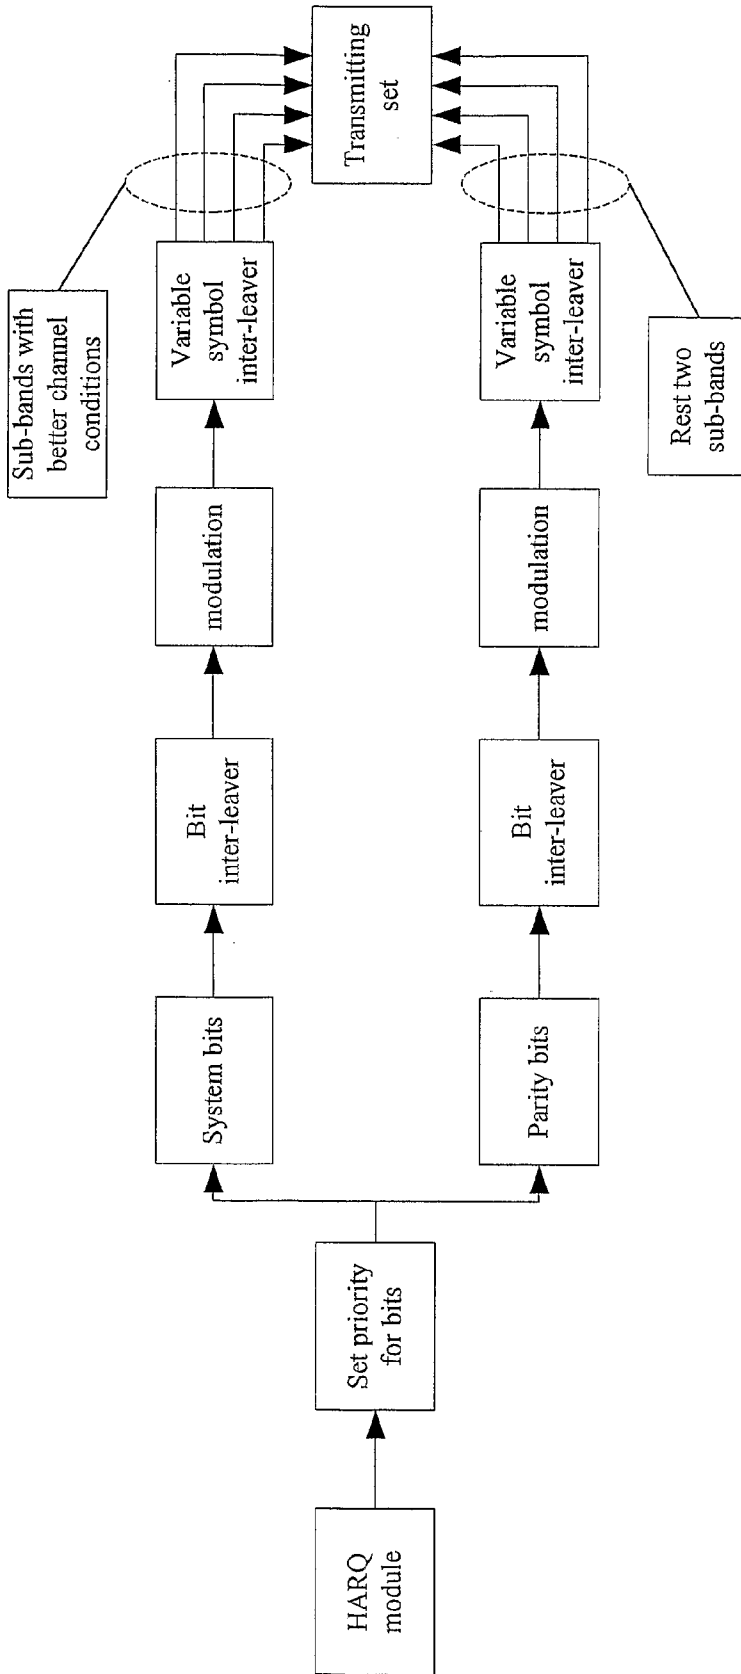 HARQ
module
Set priority
for bits
System bits
Bit
inter-leaver
modulation
Variable
symbol
inter-leaver
Sub-bands with
better channel
conditions
Transmitting
set
Parity bits
Bit
inter-leaver
modulation
Variable
symbol
inter-leaver
Rest two
sub-bands